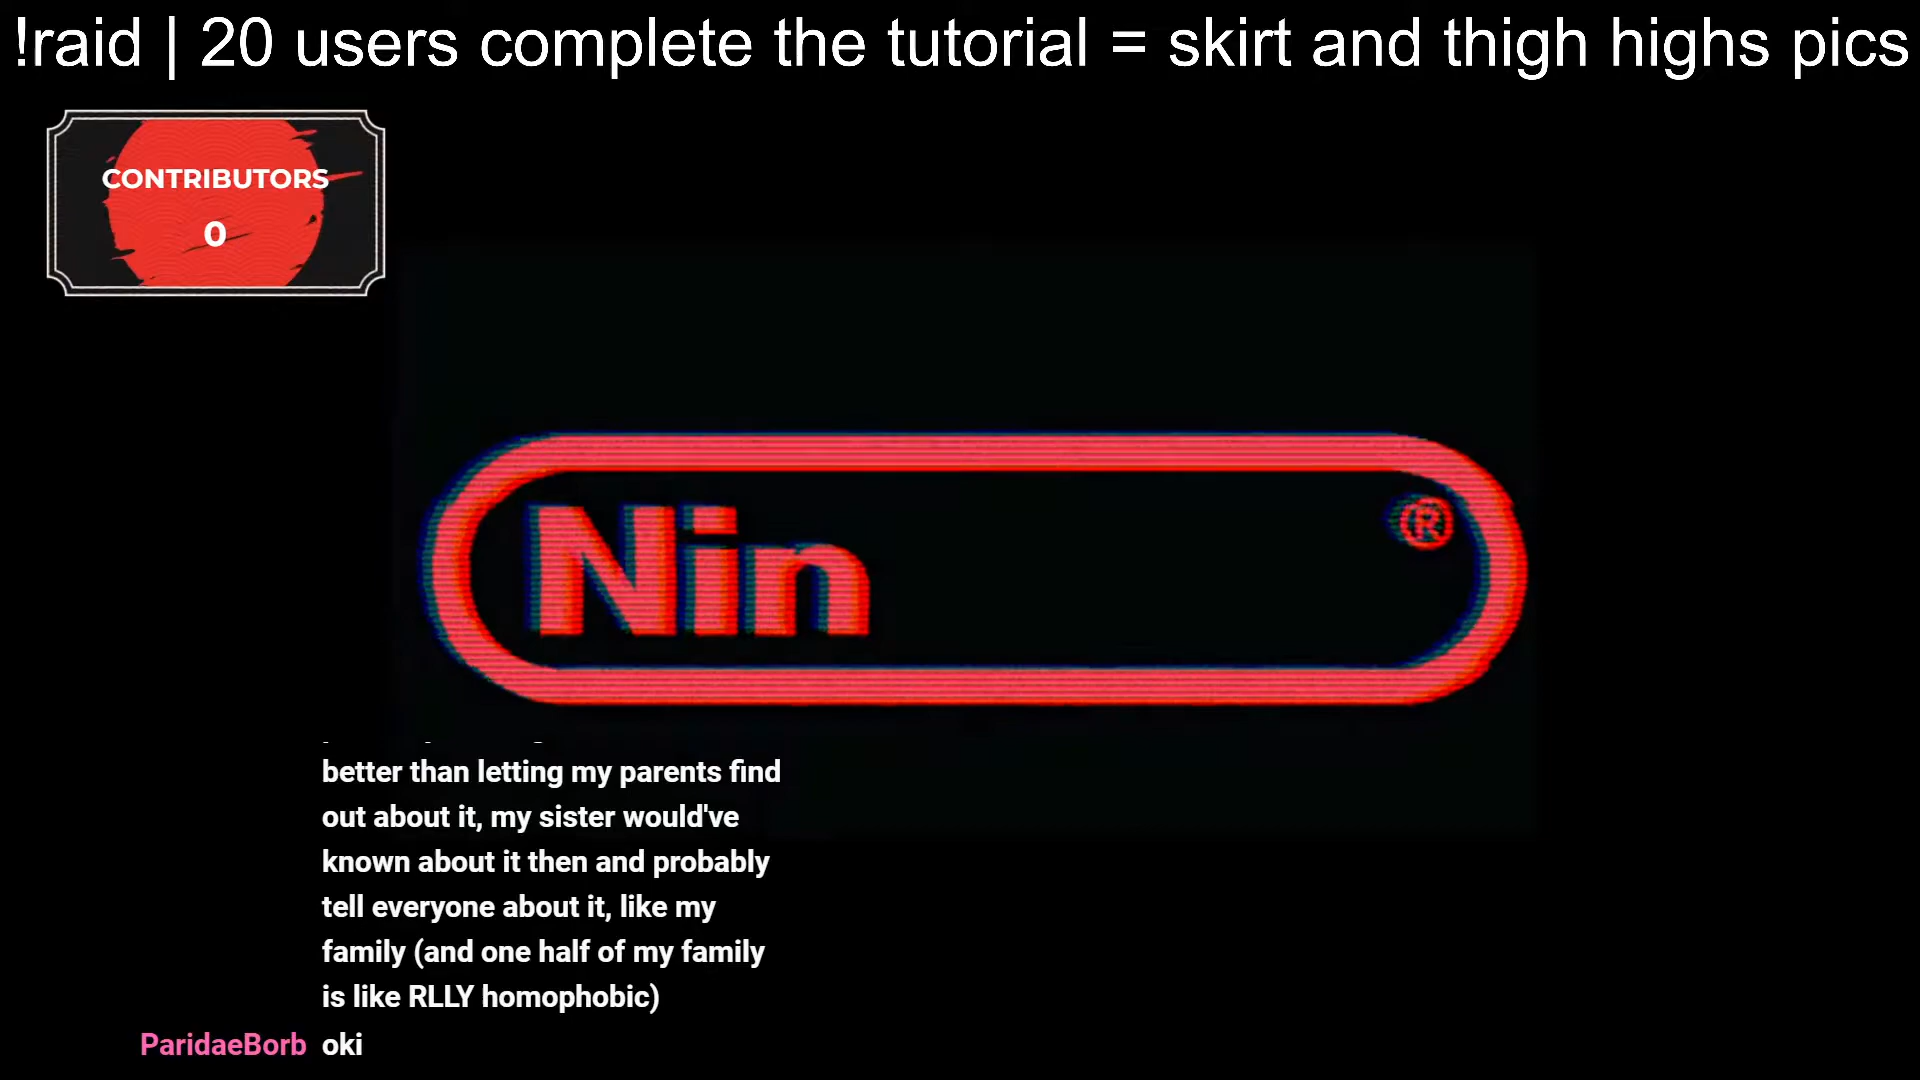 !raid | 20 users complete the tutorial = skirt and thigh highs pics
CONTRIBUTORS
0
Nin ®
better than letting my parents find
out about it, my sister would've
known about it then and probably
tell everyone about it, like my
family (and one half of my family
is like RLLY homophobic)
ParidaeBorb oki